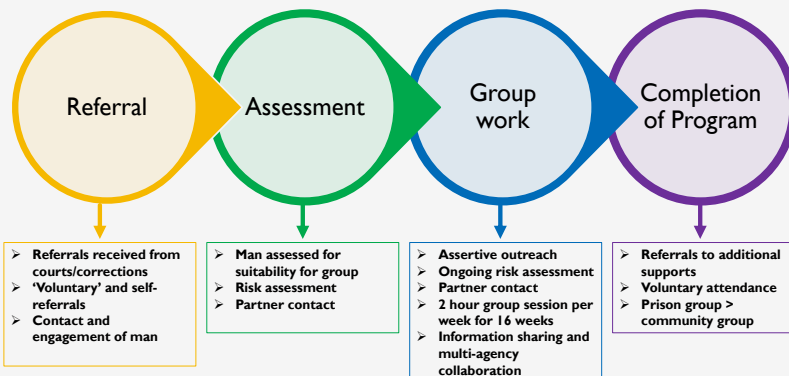 Referral
Assessment
Group
work
Completion
of Program
➢ Referrals received from
courts/corrections
➢ ‘Voluntary’ and self-
referrals
➢ Contact and
engagement of man
➢ Man assessed for
suitability for group
➢ Risk assessment
➢ Partner contact
➢ Assertive outreach
➢ Ongoing risk assessment
➢ Partner contact
➢ 2 hour group session per
week for 16 weeks
➢ Information sharing and
multi-agency
collaboration
➢ Referrals to additional
supports
➢ Voluntary attendance
➢ Prison group >
community group